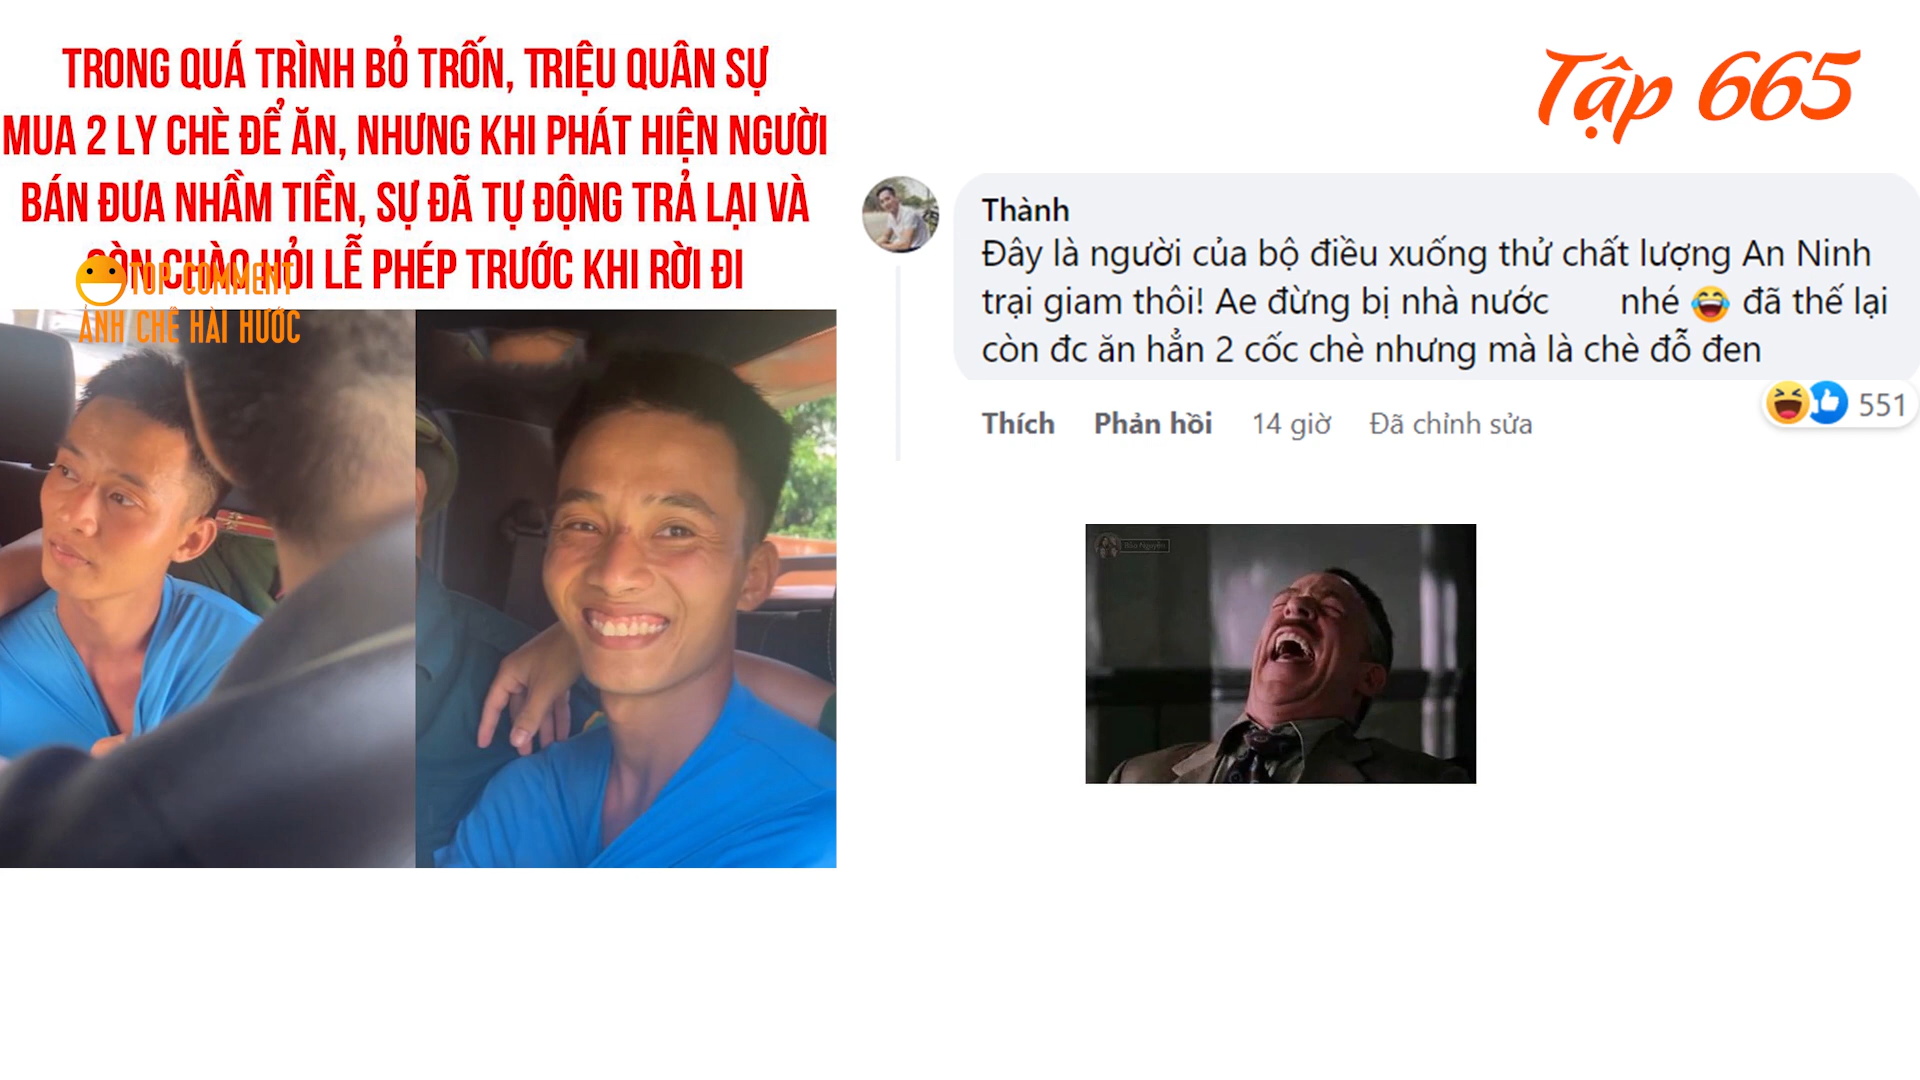 TRONG QUÁ TRÌNH BỎ TRỐN, TRIỆU QUÂN SỰ
MUA 2 LY CHÈ ĐỂ ĂN, NHƯNG KHI PHÁT HIỆN NGƯỜI
BÁN ĐƯA NHẦM TIỀN, SỰ ĐÃ TỰ ĐỘNG TRẢ LẠI VÀ
CÒN CHÀO HỎI LỄ PHÉP TRƯỚC KHI RỜI ĐI
TOP COMMENT
ẢNH CHẾ HÀI HƯỚC
Tập 665
Thành
Đây là người của bộ điều xuống thử chất lượng An Ninh
trại giam thôi! Ae đừng bị nhà nước nhé 😂 đã thế lại
còn đc ăn hẳn 2 cốc chè nhưng mà là chè đỗ đen
Thích Phản hồi 14 giờ Đã chỉnh sửa
551
Bảo Nguyên